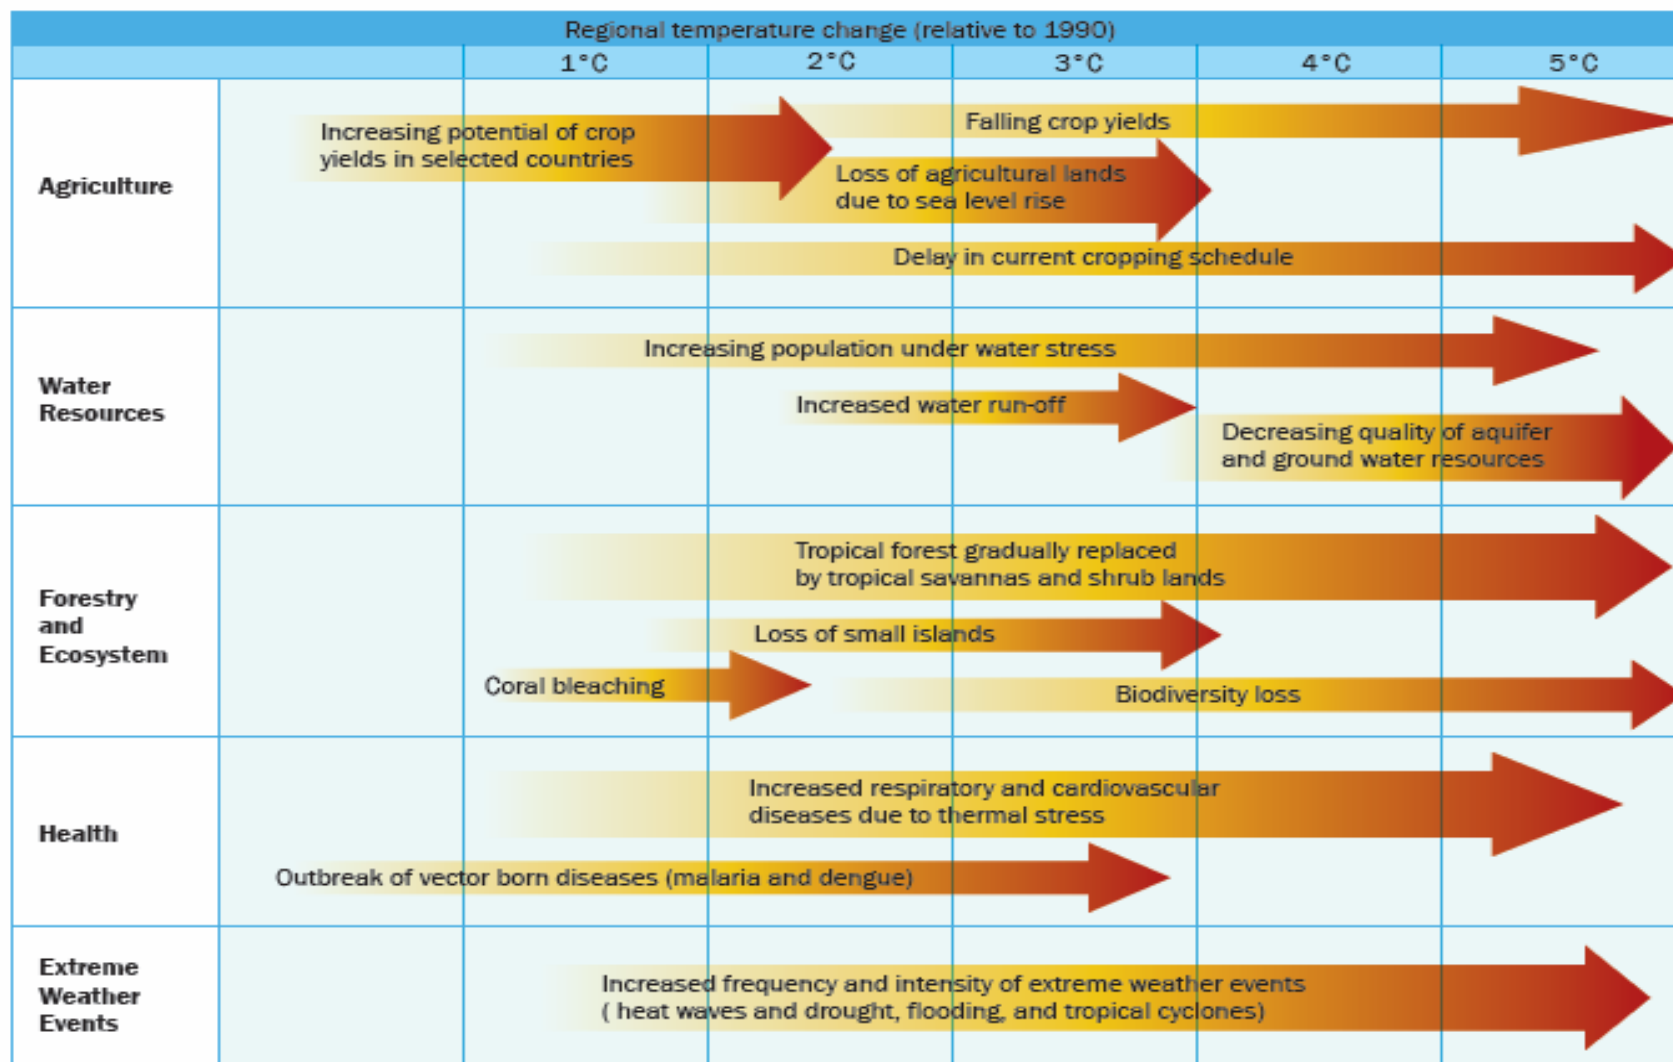 Regional temperature change (relative to 1990)
1°C 2°C 3°C 4°C 5°C
Agriculture
Increasing potential of crop
yields in selected countries
Falling crop yields
Loss of agricultural lands
due to sea level rise
Delay in current cropping schedule
Water
Resources
Increasing population under water stress
Increased water run-off
Decreasing quality of aquifer
and ground water resources
Forestry
and
Ecosystem
Tropical forest gradually replaced
by tropical savannas and shrub lands
Loss of small islands
Coral bleaching
Biodiversity loss
Health
Increased respiratory and cardiovascular
diseases due to thermal stress
Outbreak of vector born diseases (malaria and dengue)
Extreme
Weather
Events
Increased frequency and intensity of extreme weather events
( heat waves and drought, flooding, and tropical cyclones)